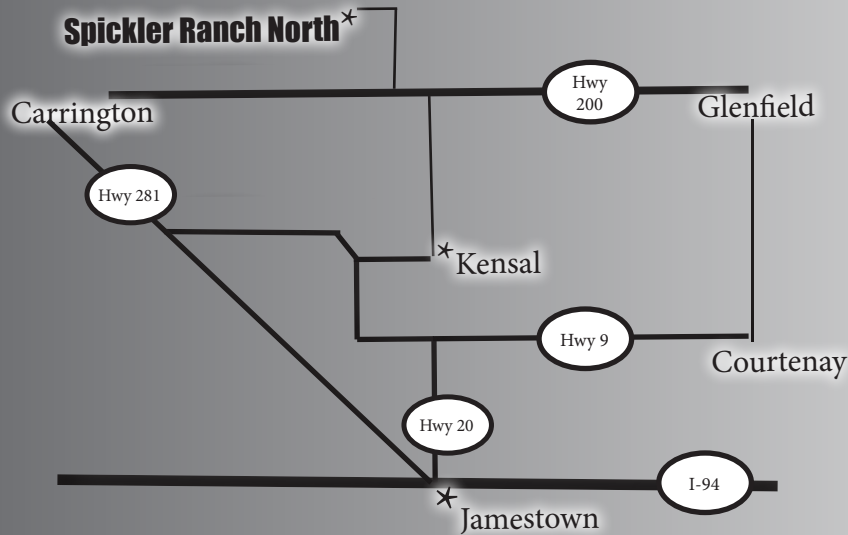 Spickler Ranch North*
Hwy
200
Carrington
Glenfield
Hwy 281
*Kensal
Hwy 9
Courtenay
Hwy 20
I-94
*Jamestown